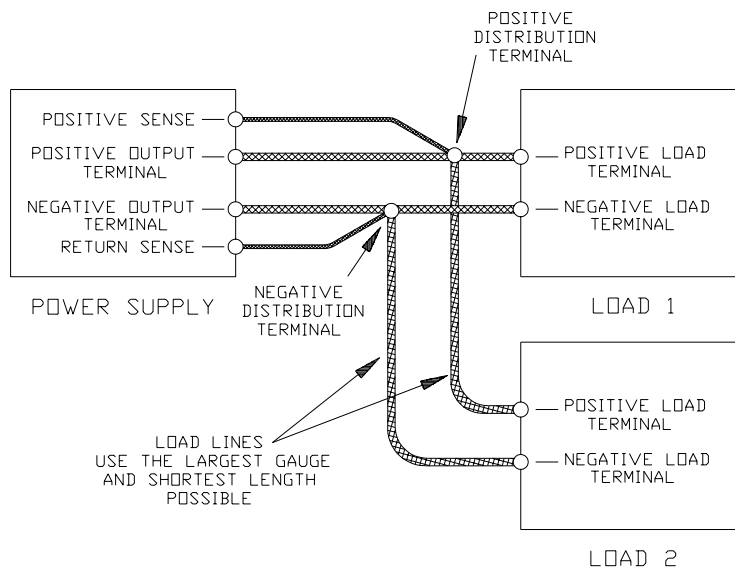 POSITIVE
DISTRIBUTION
TERMINAL
POSITIVE SENSE
POSITIVE OUTPUT
TERMINAL
NEGATIVE OUTPUT
TERMINAL
RETURN SENSE
POWER SUPPLY
POSITIVE LOAD
TERMINAL
NEGATIVE LOAD
TERMINAL
LOAD 1
NEGATIVE
DISTRIBUTION
TERMINAL
LOAD LINES
USE THE LARGEST GAUGE
AND SHORTEST LENGTH
POSSIBLE
POSITIVE LOAD
TERMINAL
NEGATIVE LOAD
TERMINAL
LOAD 2